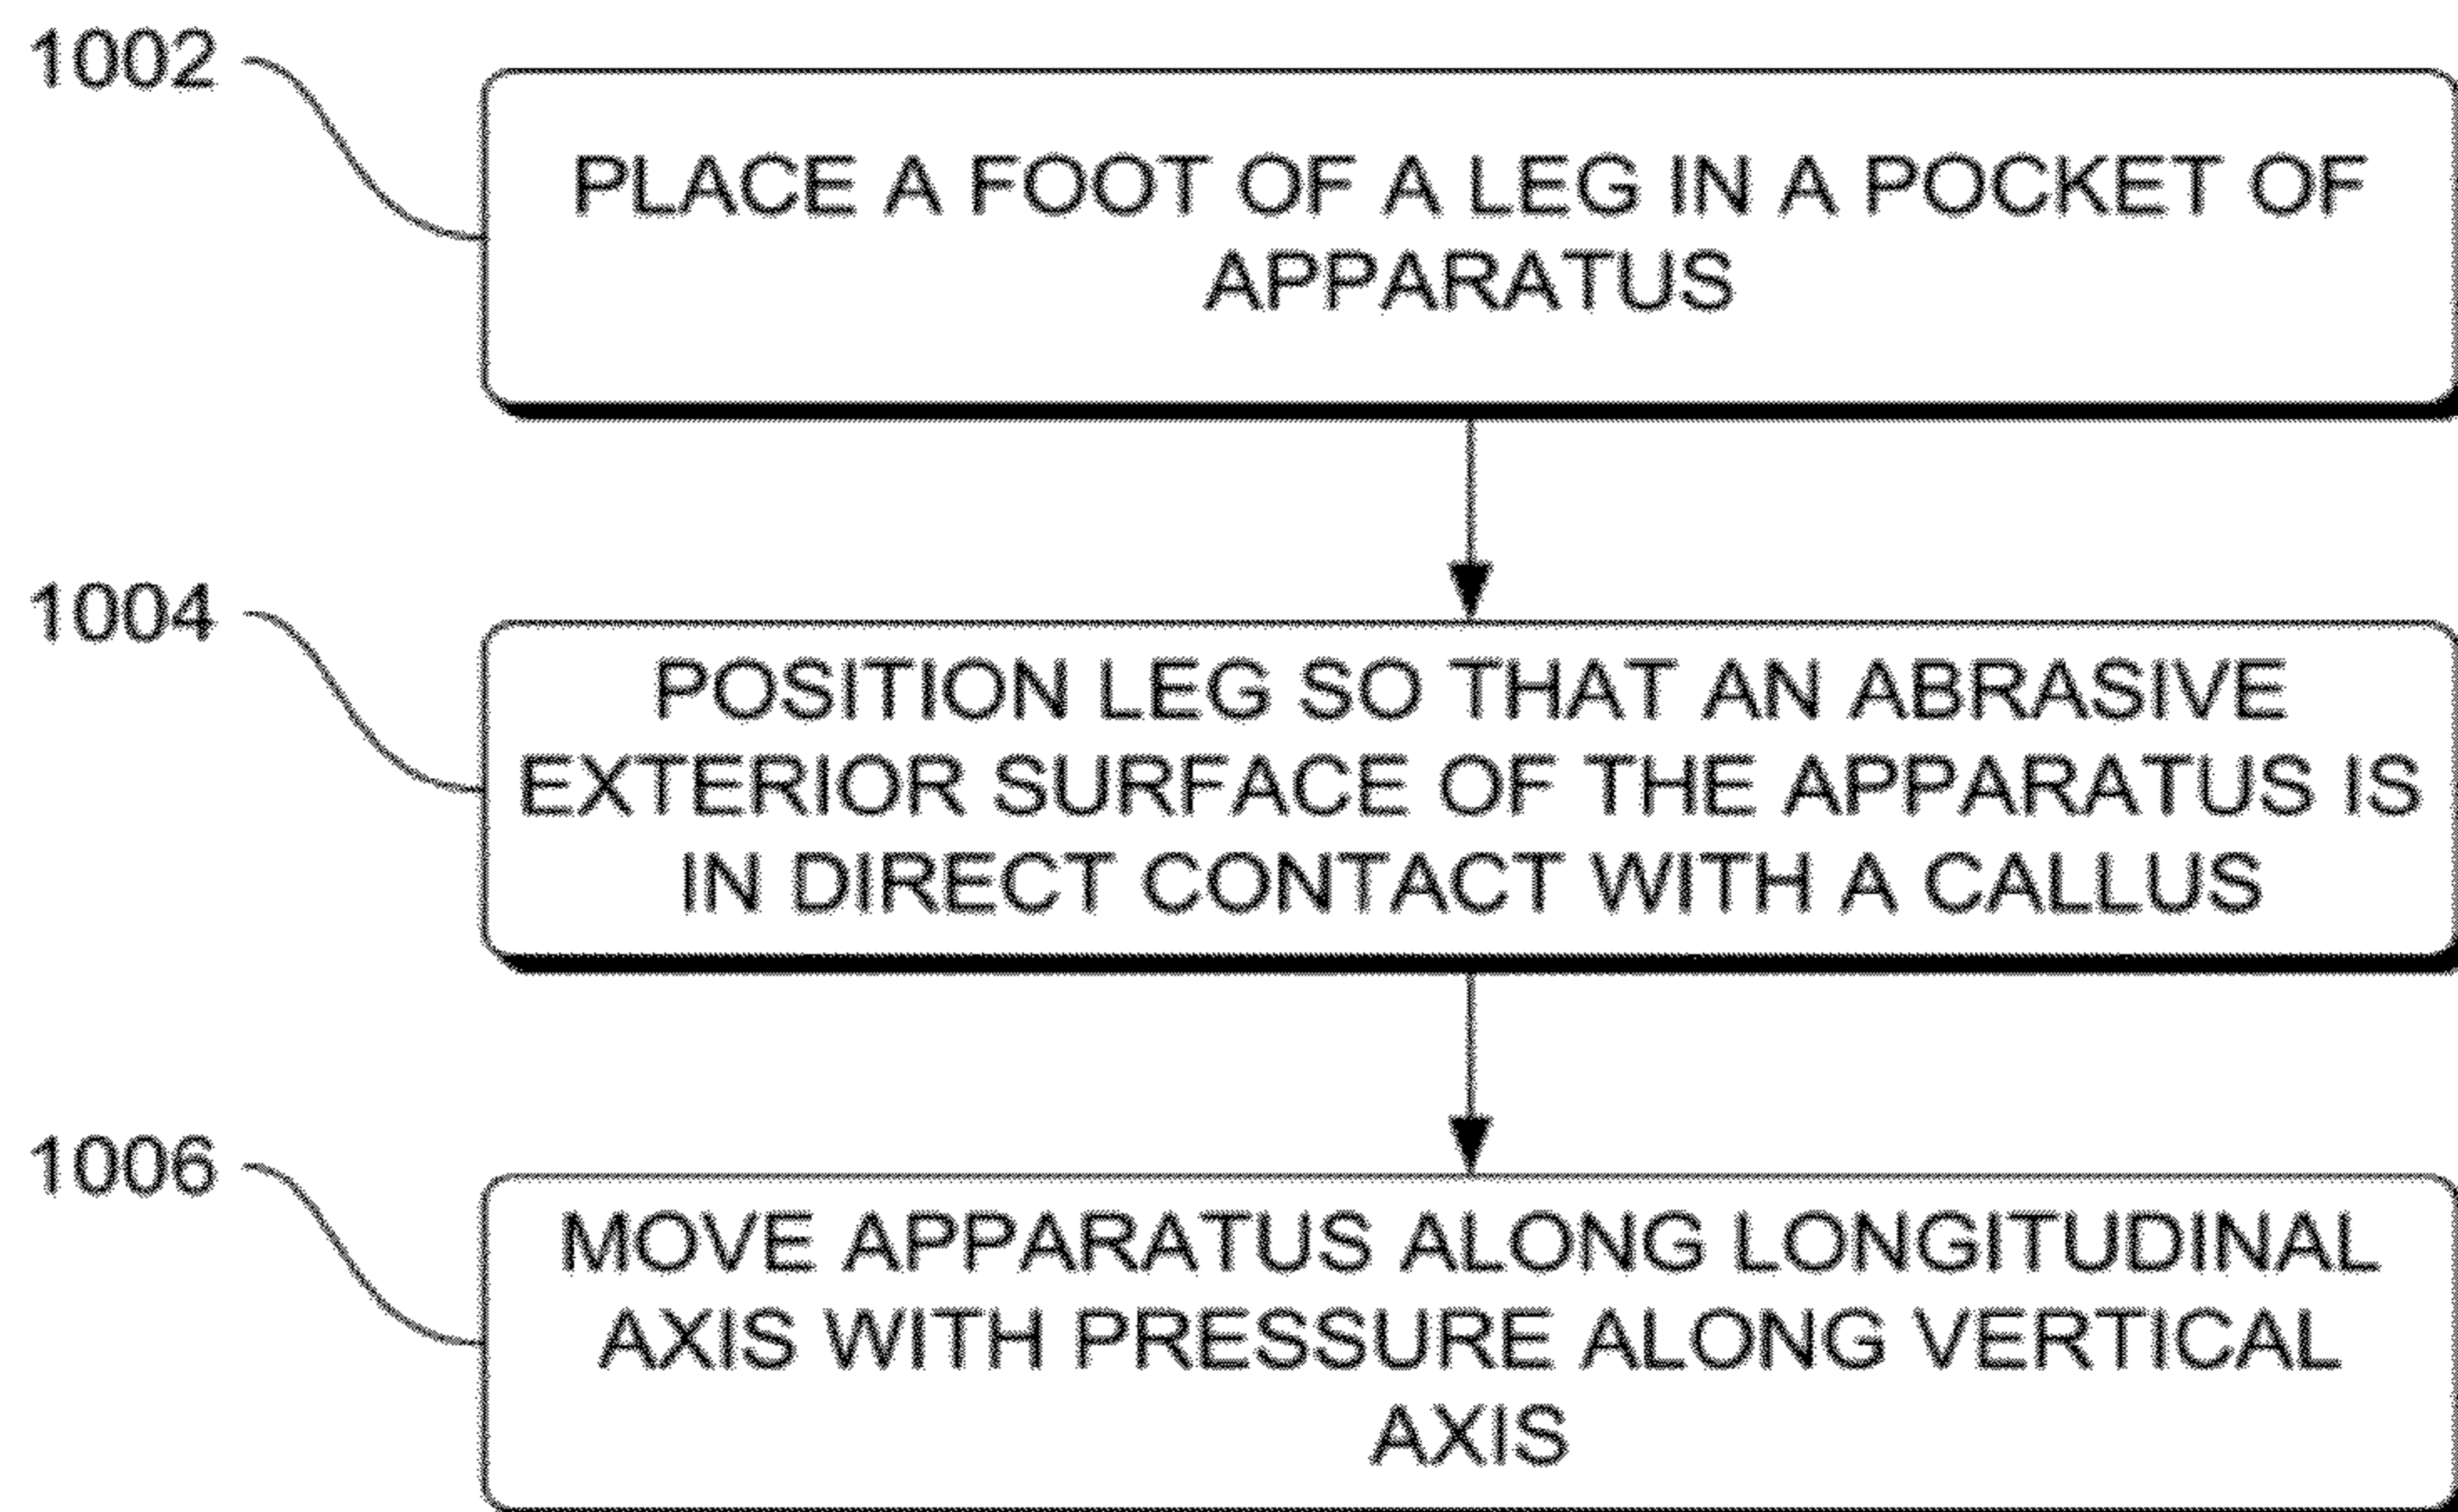 1002
PLACE A FOOT OF A LEG IN A POCKET OF
APPARATUS
1004
POSITION LEG SO THAT AN ABRASIVE
EXTERIOR SURFACE OF THE APPARATUS IS
IN DIRECT CONTACT WITH A CALLUS
1006
MOVE APPARATUS ALONG LONGITUDINAL
AXIS WITH PRESSURE ALONG VERTICAL
AXIS